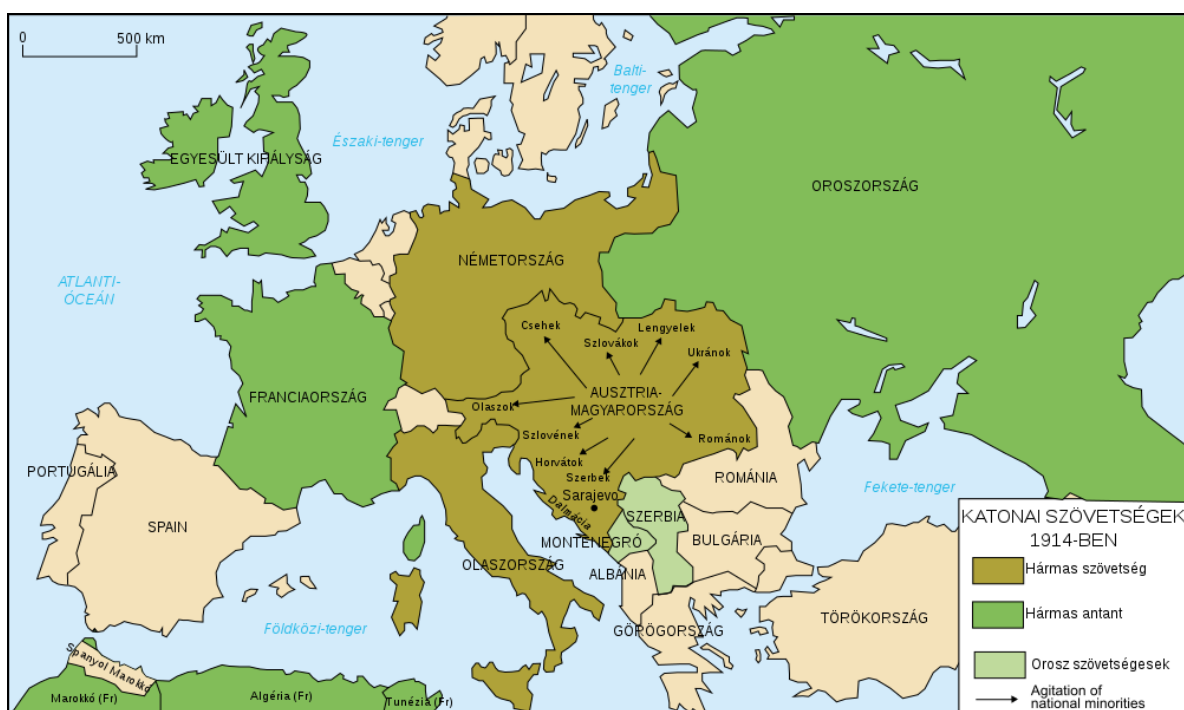 0 500 km
Balti-
tenger
Északi-tenger
EGYESÜLT KIFÁLYSÁG
OROSZORSZÁG
ATLANTI-
ÓCEÁN
NÉMETORSZÁG
Csehek
Lengyelek
Szlovákok
Ukránok
FRANCIAORSZÁG
AUSZTRIA-
MAGYARORSZÁG
Olaszok
Szlovének
Románok
Horvátok
Szerbek
PORTUGÁLIA
ROMÁNIA
Fekete-tenger
Sarajevo
SPAIN
Dalmácia
SZERBIA
MONTENEGRÓ
BULGÁRIA
OLASZORSZÁG
ALBÁNIA
TÖRÖKORSZÁG
Földközi-tenger
GÖRÖGORSZÁG
Spanyol Marokkó
Marokkó (Fr)
Algéria (Fr)
Tunézia (Fr)
KATONAI SZÖVETSÉGEK
1914-BEN
Hármas szövetség
Hármas antant
Orosz szövetségesek
Agitation of
national minorities